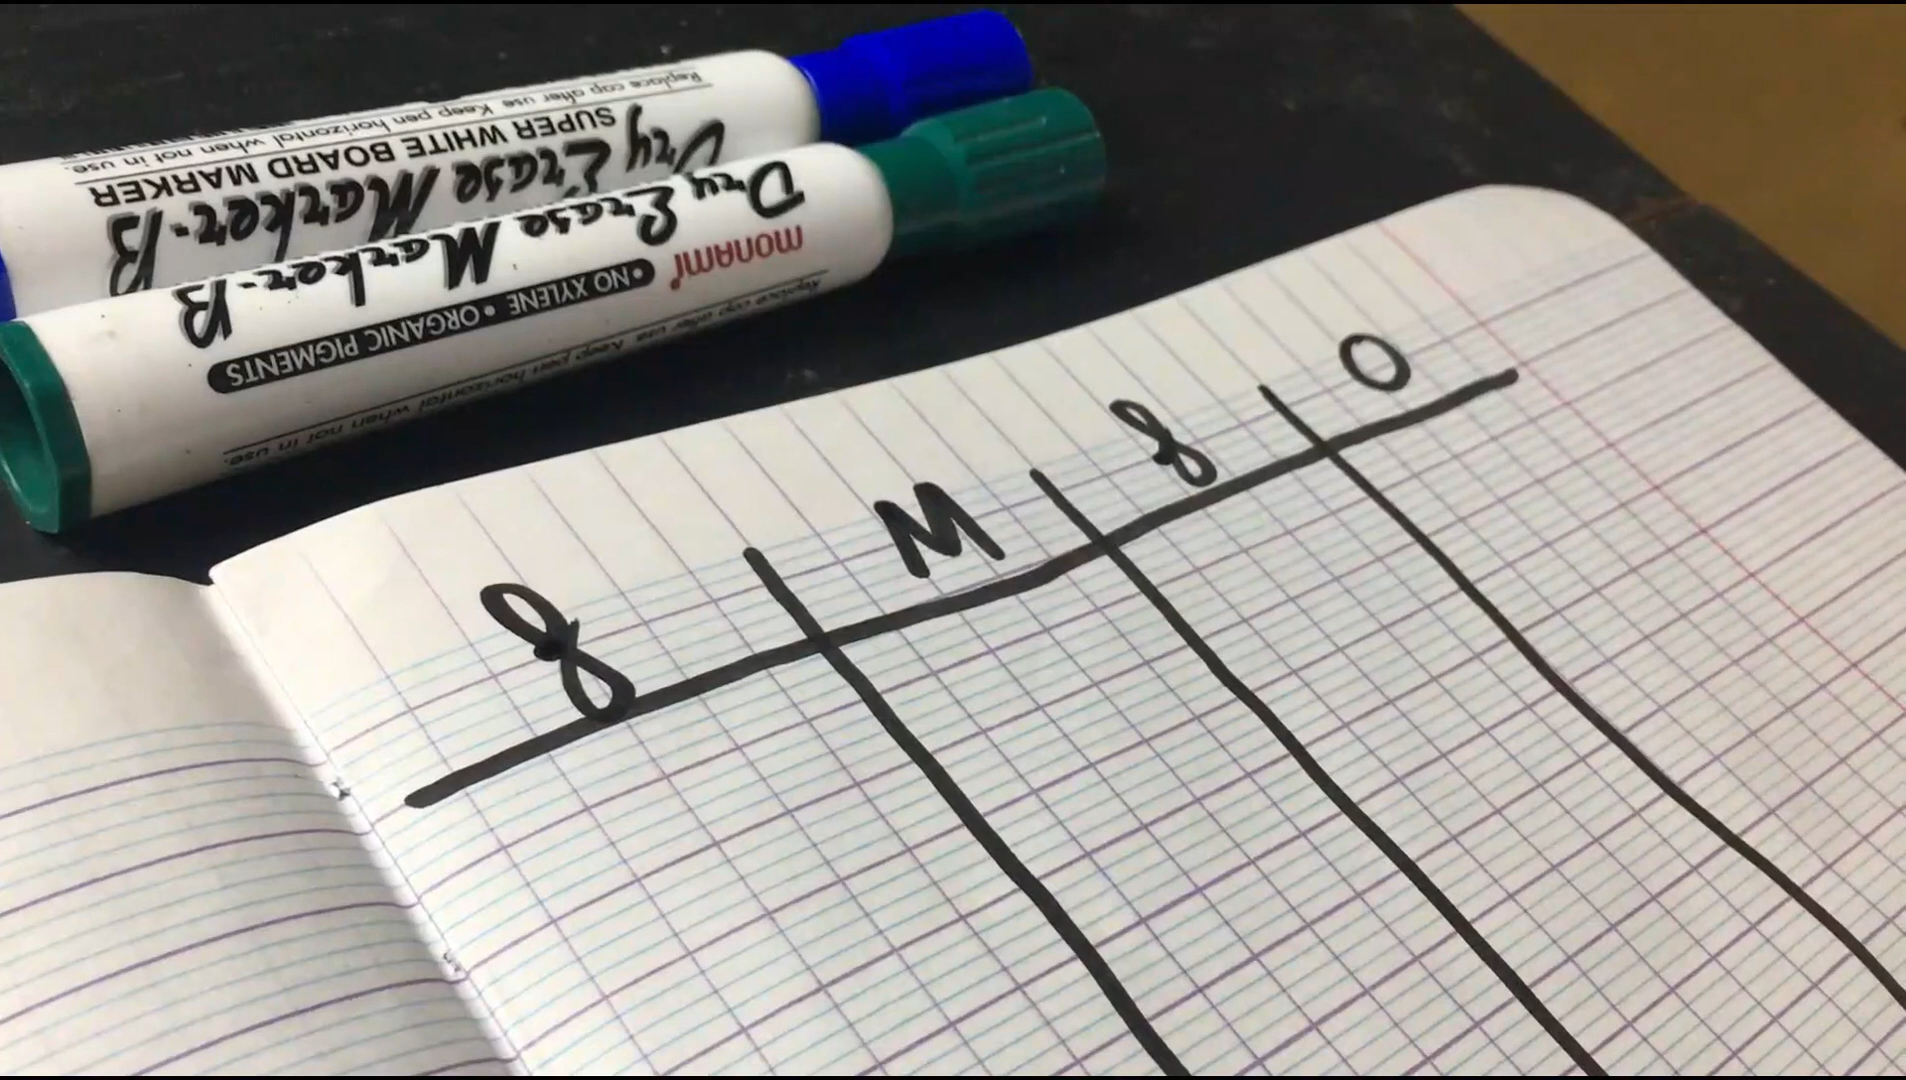 Replace cap after use. Keep pen horizontal when not in use.
SUPER WHITE BOARD MARKER
Dry Erase Marker-B
Dry Erase Marker-B
monami
• NO XYLENE • ORGANIC PIGMENTS
Replace cap after use. Keep pen horizontal when not in use.
8 M 8 O